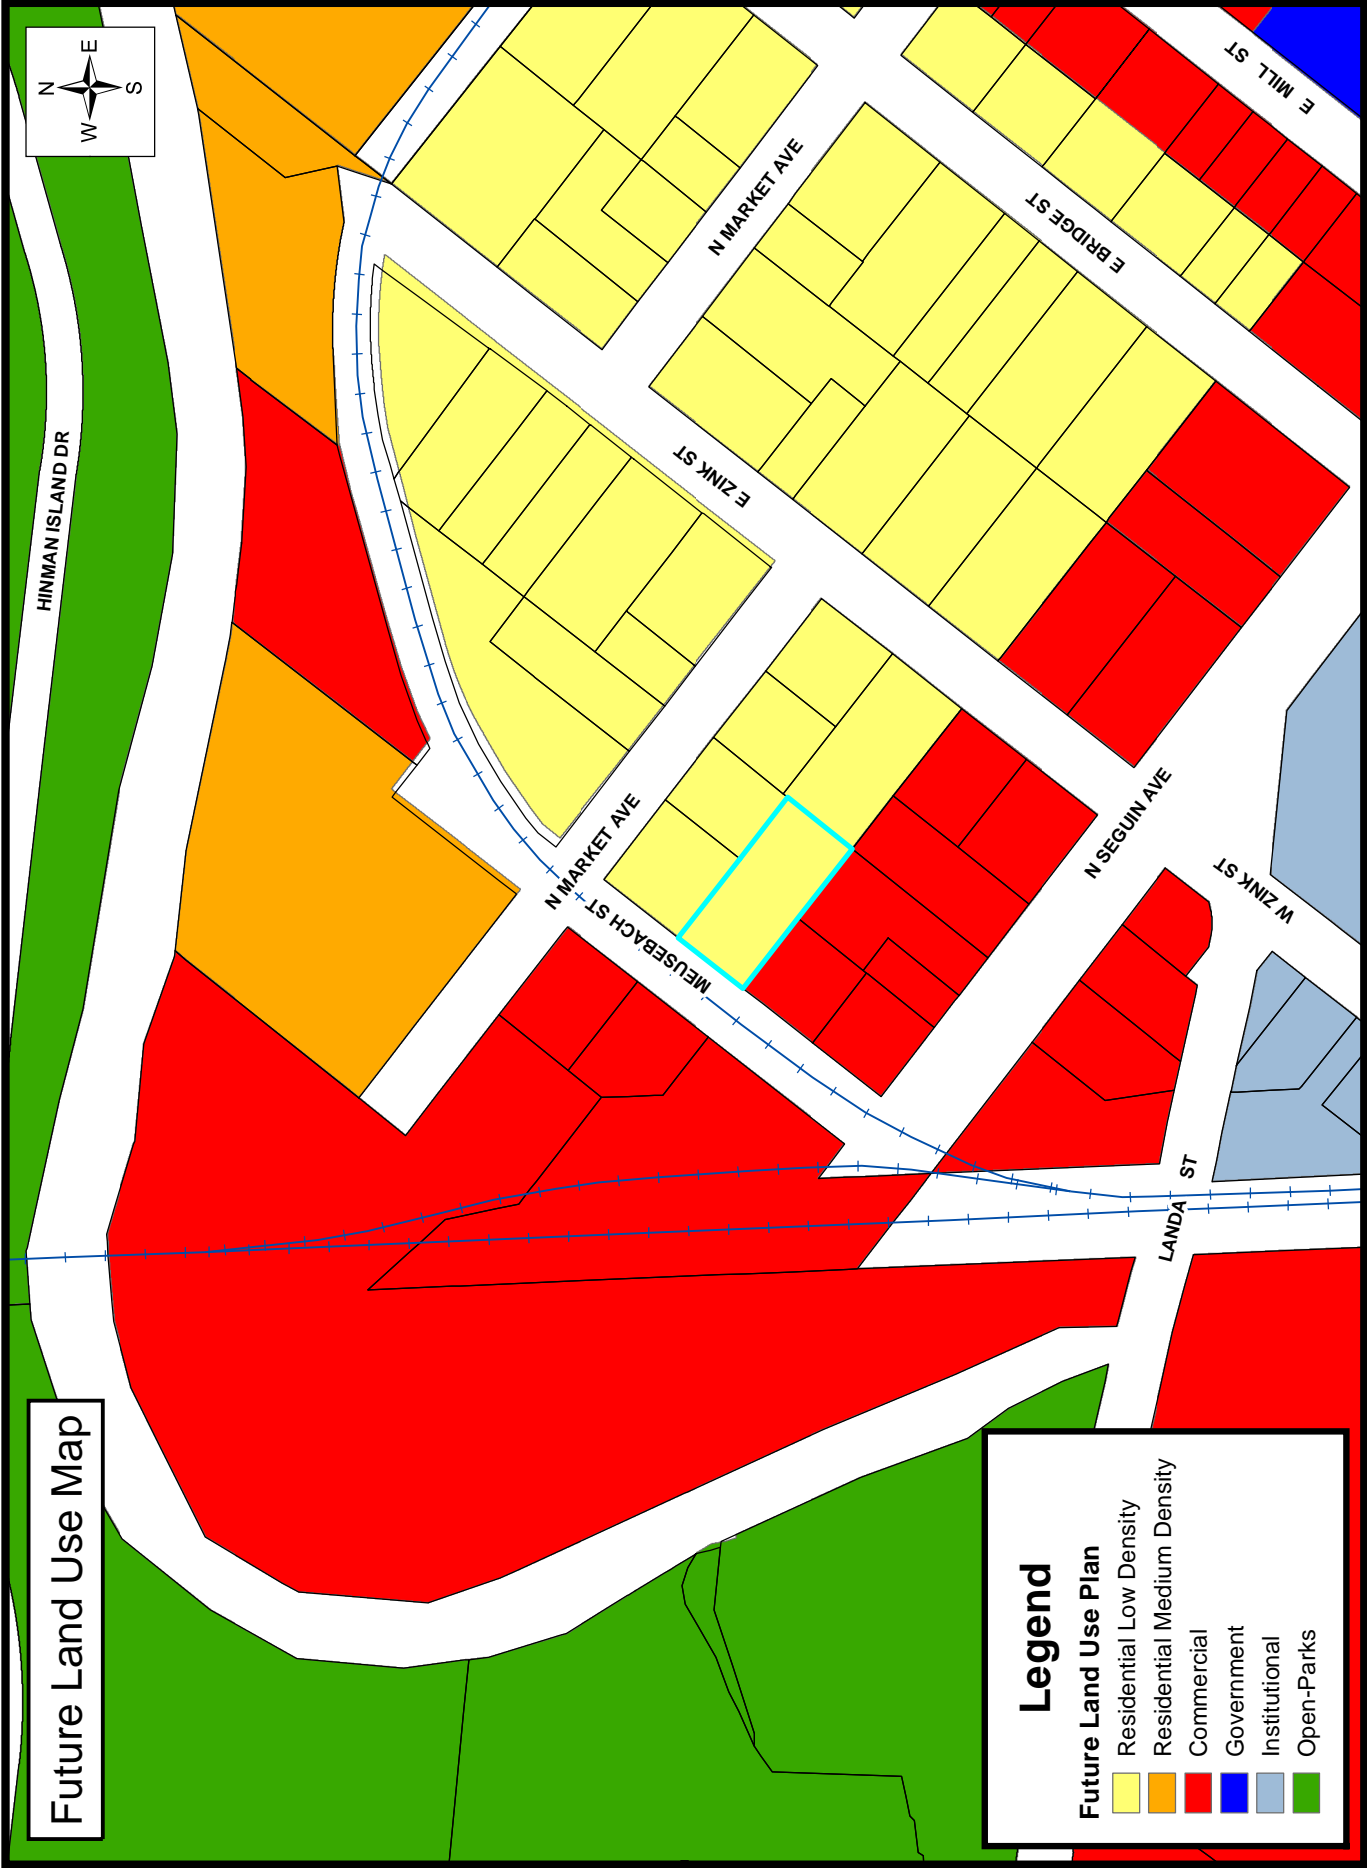 Future Land Use Map
N
W E
S
HINMAN ISLAND DR
N MARKET AVE
E MILL ST
E BRIDGE ST
E ZINK ST
N MARKET AVE
MEUSEBACH ST
N SEGUIN AVE
W ZINK ST
LANDA ST
Legend
Future Land Use Plan
Residential Low Density
Residential Medium Density
Commercial
Government
Institutional
Open-Parks